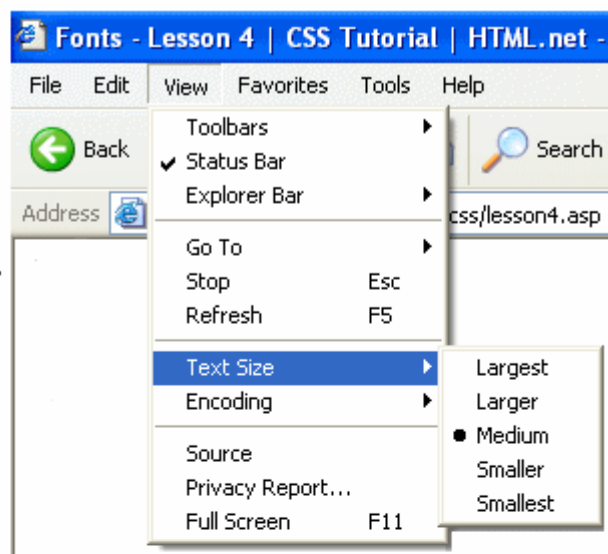 Fonts - Lesson 4 | CSS Tutorial | HTML.net -
File Edit View Favorites Tools Help
Back Search
Address css/lesson4.asp
Toolbars
Status Bar
Explorer Bar
Go To
Stop Esc
Refresh F5
Text Size
Encoding
Source
Privacy Report...
Full Screen F11
Largest
Larger
Medium
Smaller
Smallest